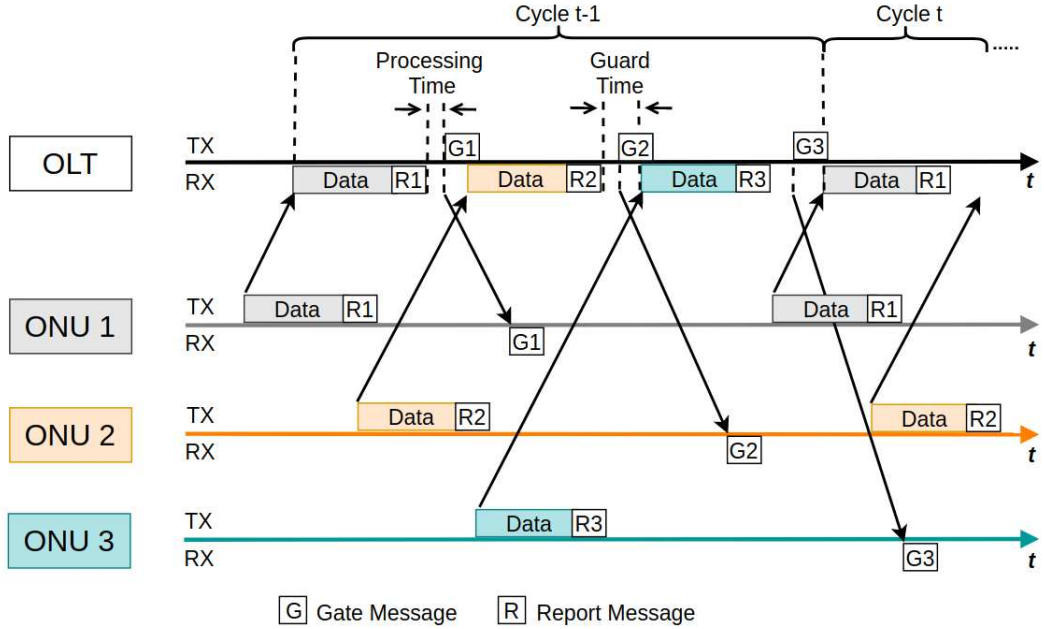 Cycle t-1
Cycle t
.....
Processing
Time
Guard
Time
OLT
TX
G1
G2
G3
RX
Data
R1
Data
R2
Data
R3
Data
R1
t
ONU 1
TX
Data
R1
Data
R1
RX
G1
t
ONU 2
TX
Data
R2
Data
R2
RX
G2
t
ONU 3
TX
Data
R3
RX
G3
t
G Gate Message
R Report Message